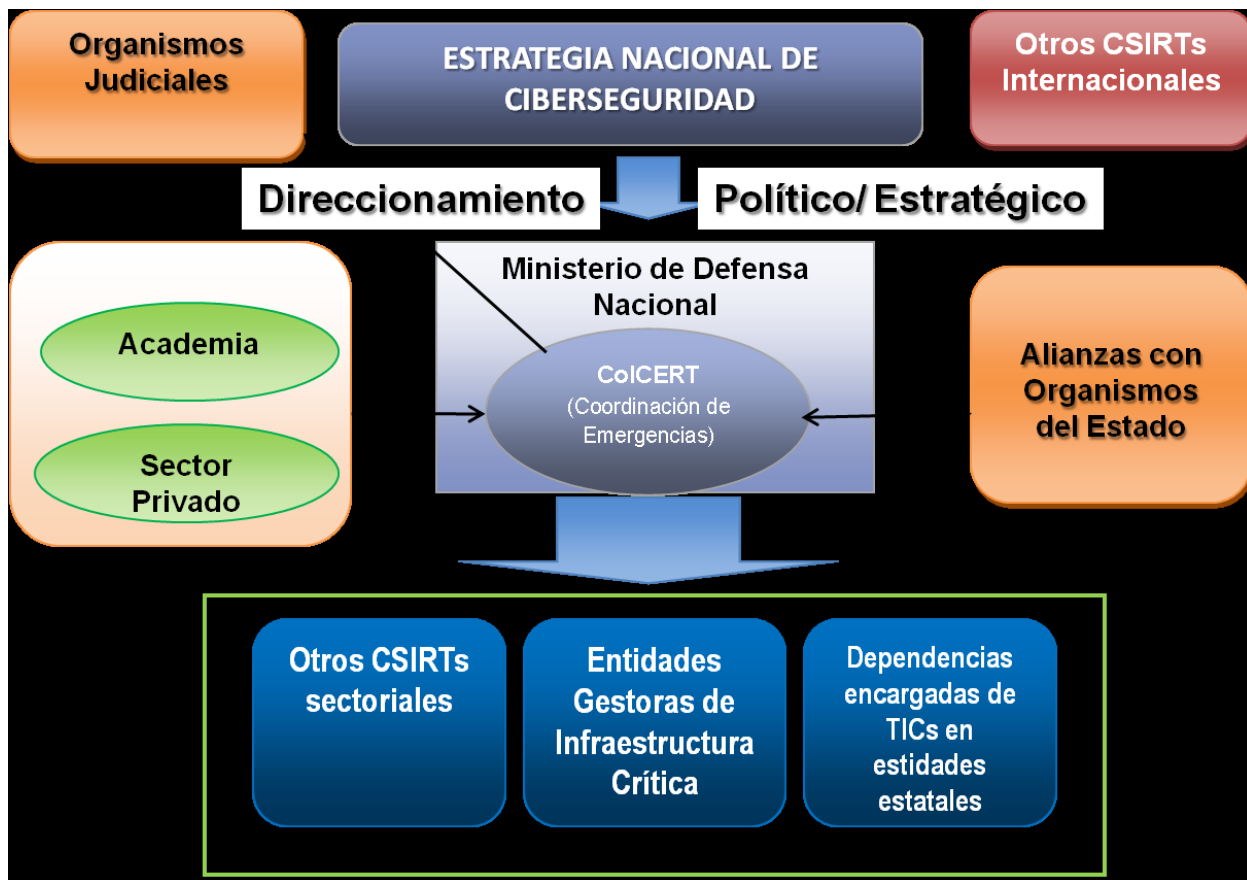 Organismos
Judiciales
ESTRATEGIA NACIONAL DE
CIBERSEGURIDAD
Otros CSIRTs
Internacionales
Direccionamiento
Político/ Estratégico
Academia
Sector
Privado
Ministerio de Defensa
Nacional
ColCERT
(Coordinación de
Emergencias)
Alianzas con
Organismos
del Estado
Otros CSIRTs
sectoriales
Entidades
Gestoras de
Infraestructura
Crítica
Dependencias
encargadas de
TICs en
estidades
estatales